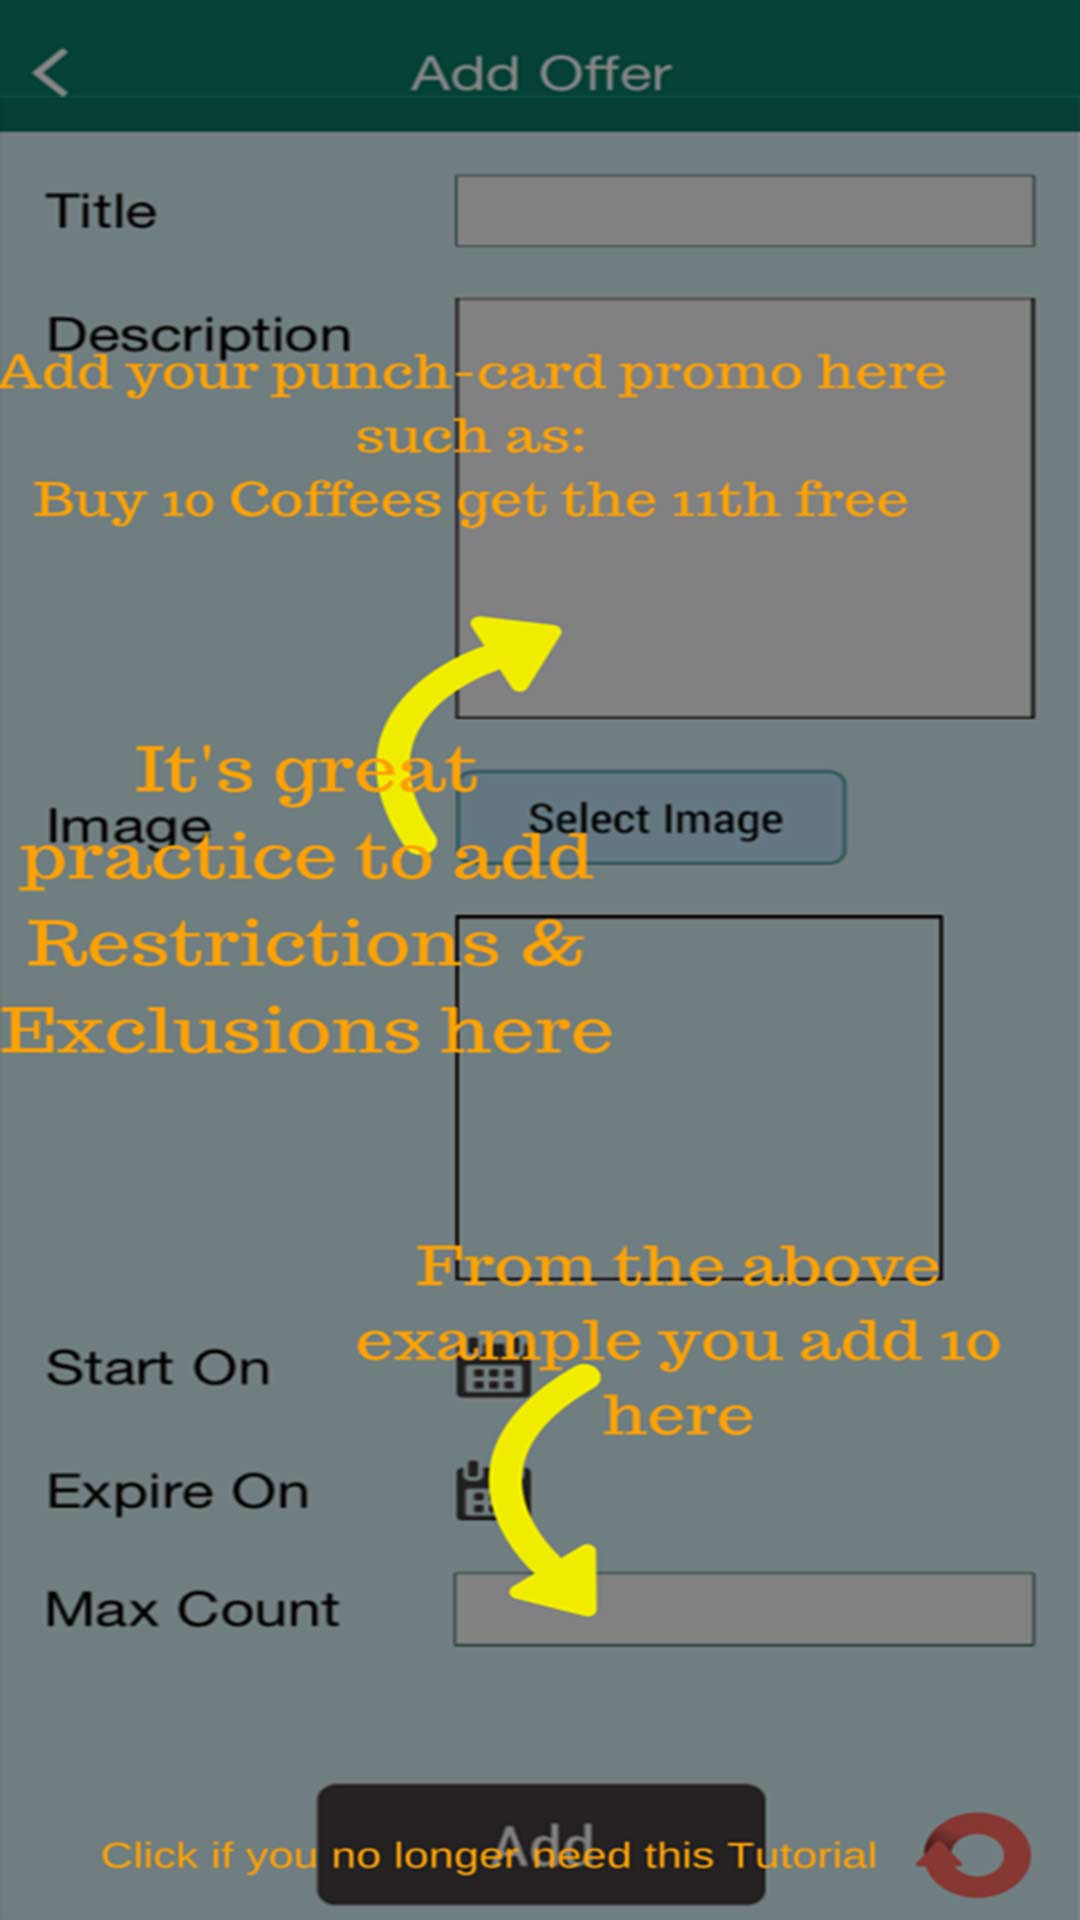 Add Offer
Title
Description
Add your punch-card promo here
such as:
Buy 10 Coffees get the 11th free
It's great
Image
Select Image
practice to add
Restrictions &
Exclusions here
From the above
example you add 10
Start On
here
Expire On
Max Count
Add
Click if you no longer need this Tutorial